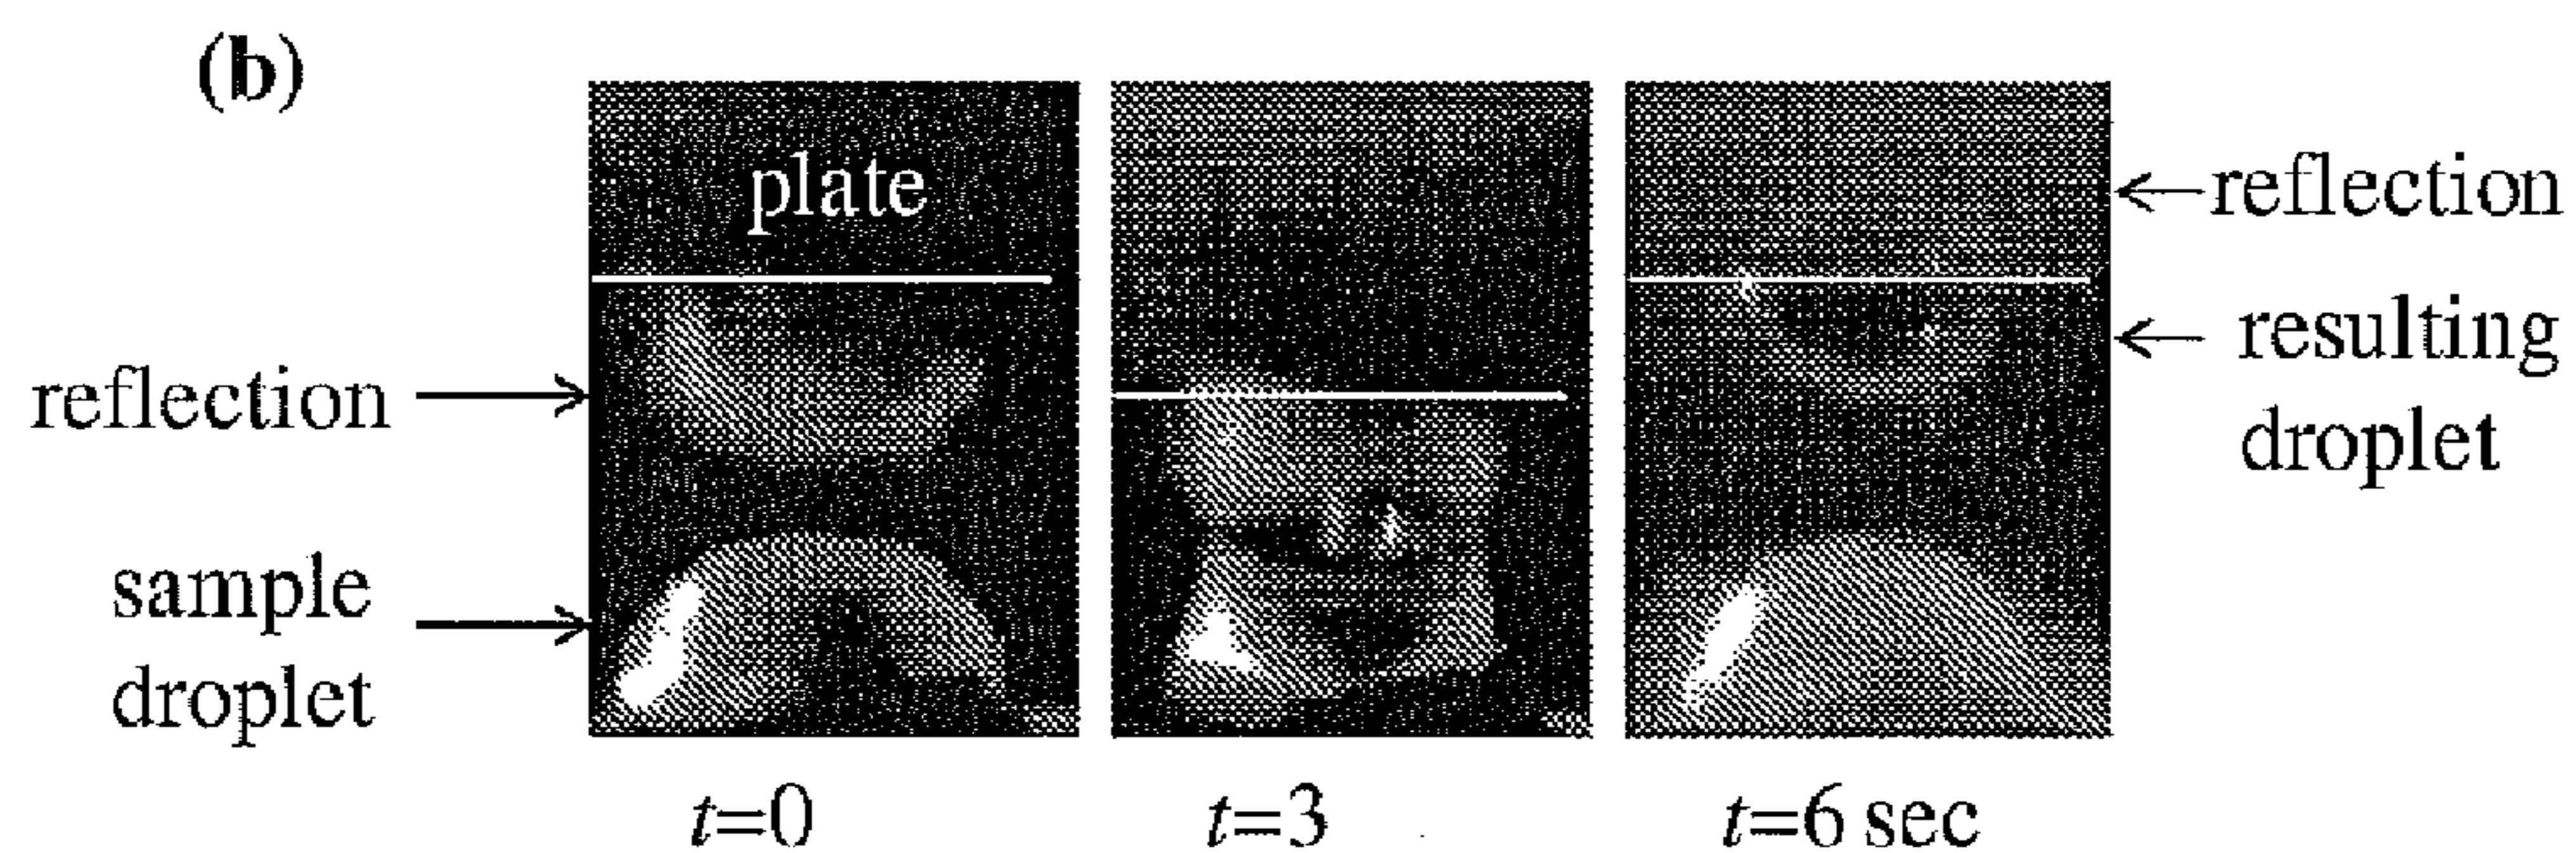 (b)
plate
reflection
sample
droplet
reflection
resulting
droplet
t=0
t=3
t=6 sec